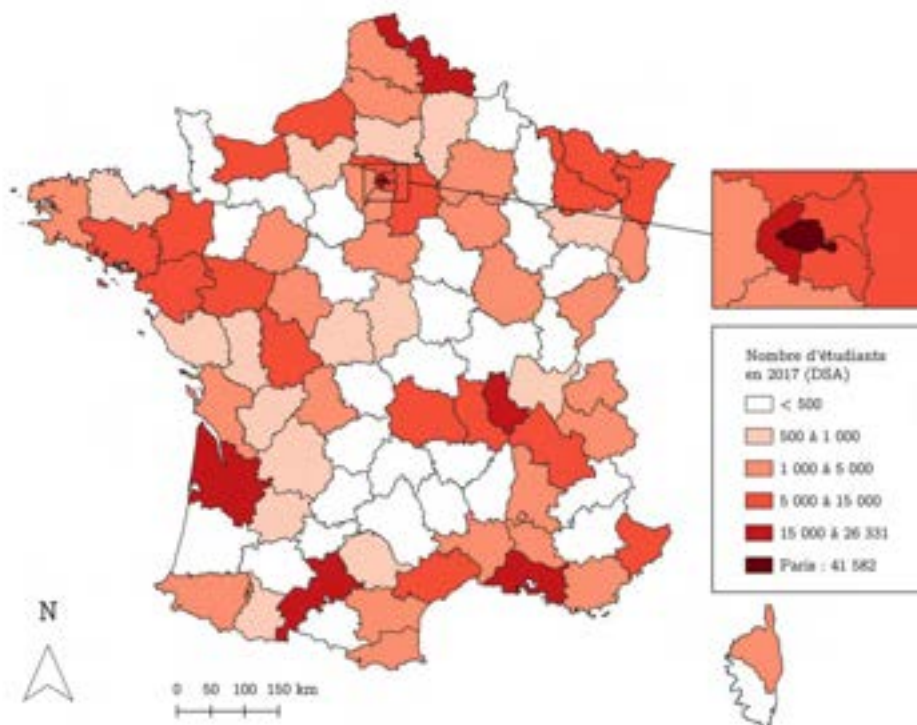 Nombre d'étudiants
en 2017 (DSA)
< 500
500 à 1 000
1 000 à 5 000
5 000 à 15 000
15 000 à 26 331
Paris : 41 582
N
0 50 100 150 km